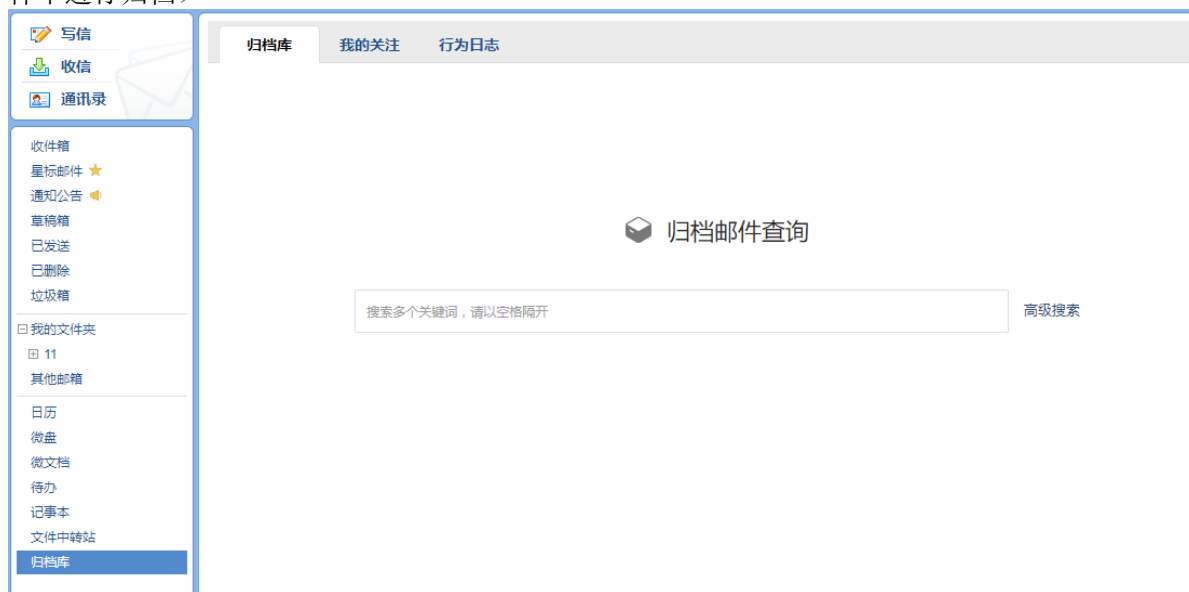 写信
收信
通讯录
归档库 我的关注 行为日志
收件箱
星标邮件
通知公告
草稿箱
已发送
已删除
垃圾箱
我的文件夹
11
其他邮箱
日历
微盘
微文档
待办
记事本
文件中转站
归档库
归档邮件查询
搜索多个关键词，请以空格隔开
高级搜索